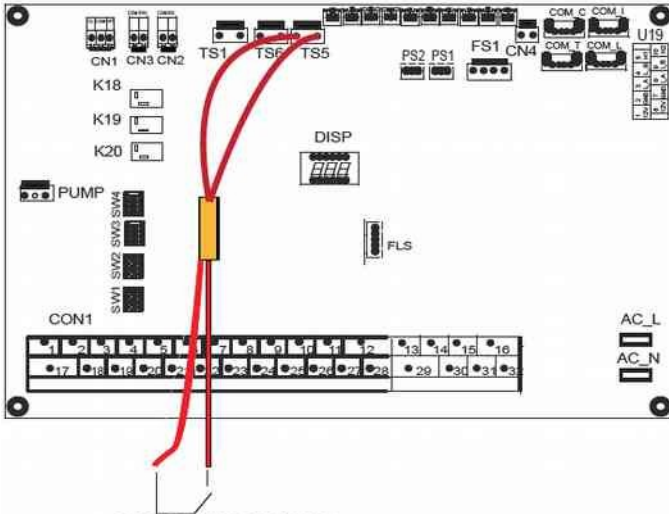 COM_C COM_I
U19
CN1 CN3 CN2
TS1 TS6 TS5
PS2 PS1 FS1 CN4
COM_T COM_L
K18
K19
K20
DISP
PUMP
SW4
SW3
SW2
SW1
FLS
CON1
AC_L
AC_N
1 2 3 4 5 7 8 9 10 11 12 13 14 15 16
17 18 19 20 23 24 25 26 27 28 29 30 31 32